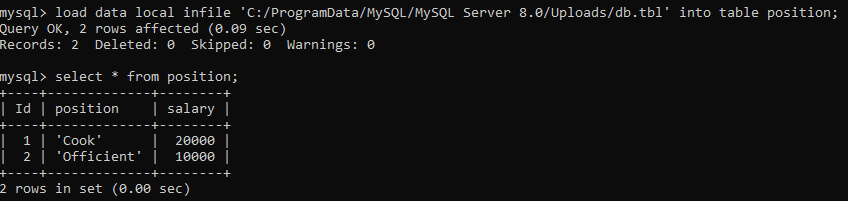 mysql> load data local infile 'C:/ProgramData/MySQL/MySQL Server 8.0/Uploads/db.tbl' into table position;
Query OK, 2 rows affected (0.09 sec)
Records: 2  Deleted: 0  Skipped: 0  Warnings: 0

mysql> select * from position;
+----+-------------+--------+
| Id | position    | salary |
+----+-------------+--------+
|  1 | 'Cook'      |  20000 |
|  2 | 'Officient' |  10000 |
+----+-------------+--------+
2 rows in set (0.00 sec)